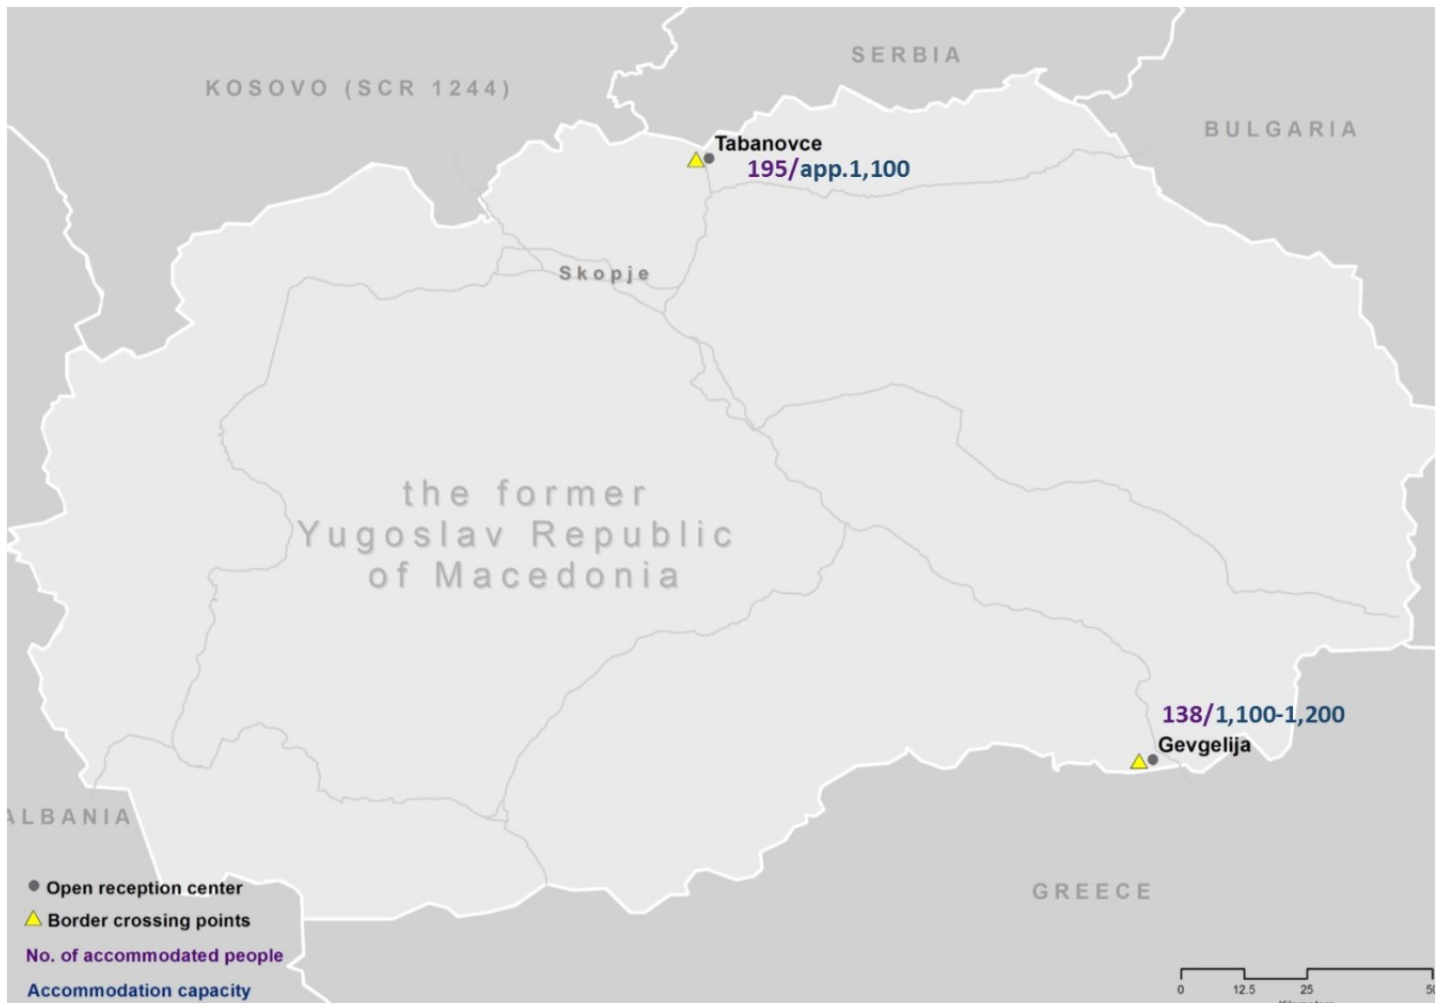 SERBIA
KOSOVO (SCR 1244)
BULGARIA
Tabanovce
195/app.1,100
Skopje
the former
Yugoslav Republic
of Macedonia
138/1,100-1,200
Gevgelija
ALBANIA
GREECE
Open reception center
Border crossing points
No. of accommodated people
Accommodation capacity
0 12.5 25 50
Kilometers